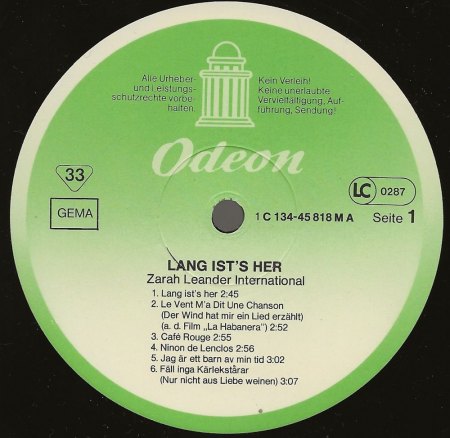 Alle Urheber-
und Leistungs-
schutzrechte vorbe-
halten.
Kein Verleih!
Keine unerlaubte
Vervielfältigung, Auf-
führung, Sendung!
Odeon
33
GEMA
LC 0287
1 C 134-45 818 M A Seite 1
LANG IST'S HER
Zarah Leander International
1. Lang ist's her 2:45
2. Le Vent M'a Dit Une Chanson
(Der Wind hat mir ein Lied erzählt)
(a. d. Film „La Habanera") 2:52
3. Café Rouge 2:55
4. Ninon de Lenclos 2:56
5. Jag är ett barn av min tid 3:02
6. Fäll inga Kärlekstårar
(Nur nicht aus Liebe weinen) 3:07